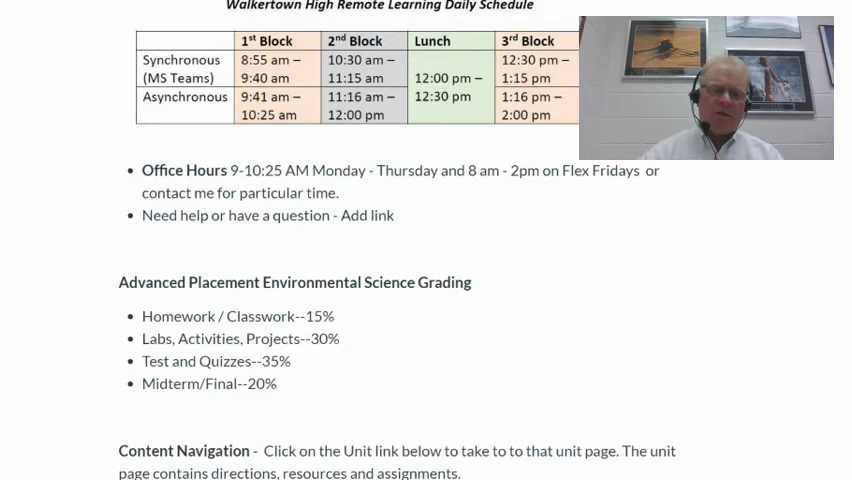 Walkertown High Remote Learning Daily Schedule
1st Block 2nd Block Lunch 3rd Block
Synchronous 8:55 am – 10:30 am – 12:30 pm –
(MS Teams) 9:40 am 11:15 am 12:00 pm – 1:15 pm
Asynchronous 9:41 am – 11:16 am – 12:30 pm 1:16 pm –
10:25 am 12:00 pm 2:00 pm
• Office Hours 9-10:25 AM Monday - Thursday and 8 am - 2pm on Flex Fridays or
contact me for particular time.
• Need help or have a question - Add link
Advanced Placement Environmental Science Grading
• Homework / Classwork--15%
• Labs, Activities, Projects--30%
• Test and Quizzes--35%
• Midterm/Final--20%
Content Navigation - Click on the Unit link below to take to to that unit page. The unit
page contains directions, resources and assignments.